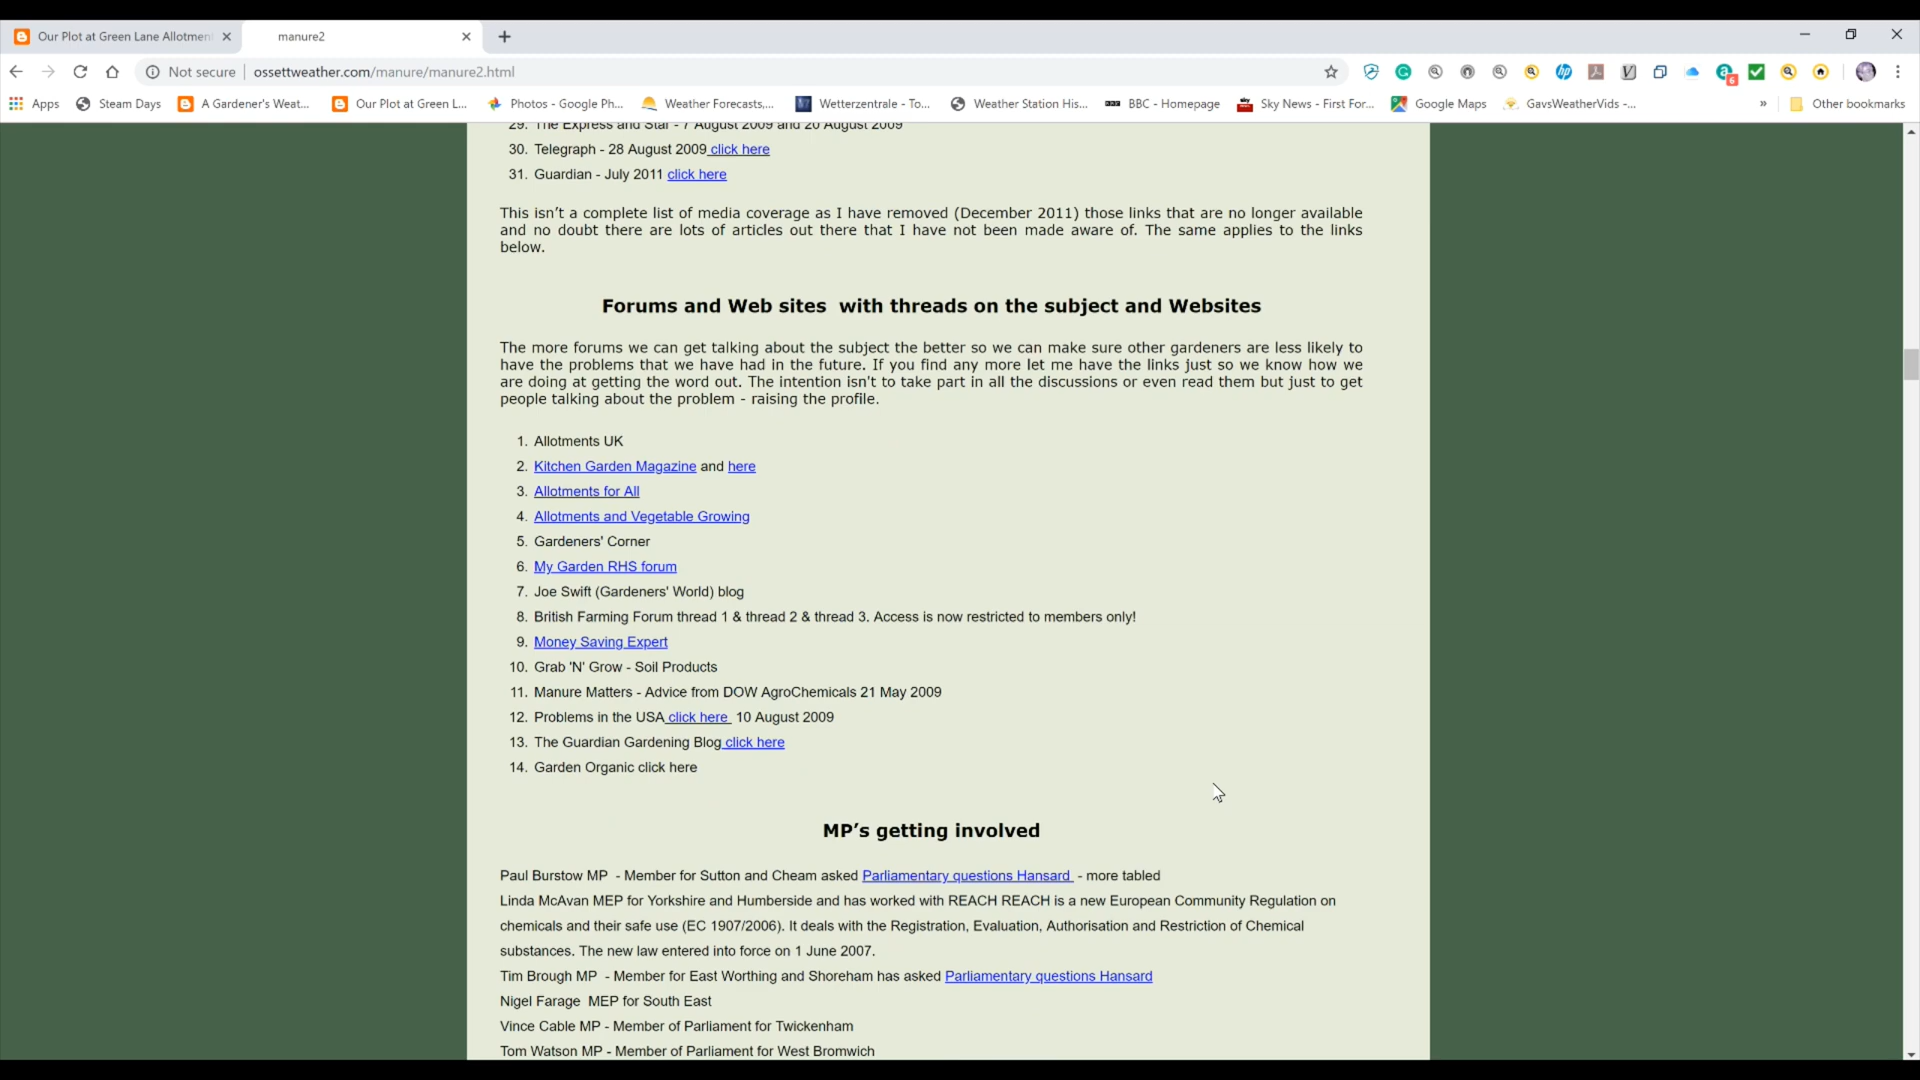 Our Plot at Green Lane Allotmen
manure2
Not secure
ossettweather.com/manure/manure2.html
6
Apps
Steam Days
A Gardener's Weat...
Our Plot at Green L...
Photos - Google Ph...
Weather Forecasts,...
Wetterzentrale - To...
Weather Station His...
BBC - Homepage
Sky News - First For...
Google Maps
GavsWeatherVids -...
»
Other bookmarks
29. The Express and Star - 7 August 2009 and 20 August 2009
30. Telegraph - 28 August 2009 click here
31. Guardian - July 2011 click here
This isn't a complete list of media coverage as I have removed (December 2011) those links that are no longer available
and no doubt there are lots of articles out there that I have not been made aware of. The same applies to the links
below.
Forums and Web sites with threads on the subject and Websites
The more forums we can get talking about the subject the better so we can make sure other gardeners are less likely to
have the problems that we have had in the future. If you find any more let me have the links just so we know how we
are doing at getting the word out. The intention isn't to take part in all the discussions or even read them but just to get
people talking about the problem - raising the profile.
1. Allotments UK
2. Kitchen Garden Magazine and here
3. Allotments for All
4. Allotments and Vegetable Growing
5. Gardeners' Corner
6. My Garden RHS forum
7. Joe Swift (Gardeners' World) blog
8. British Farming Forum thread 1 & thread 2 & thread 3. Access is now restricted to members only!
9. Money Saving Expert
10. Grab 'N' Grow - Soil Products
11. Manure Matters - Advice from DOW AgroChemicals 21 May 2009
12. Problems in the USA click here 10 August 2009
13. The Guardian Gardening Blog click here
14. Garden Organic click here
MP's getting involved
Paul Burstow MP - Member for Sutton and Cheam asked Parliamentary questions Hansard - more tabled
Linda McAvan MEP for Yorkshire and Humberside and has worked with REACH REACH is a new European Community Regulation on
chemicals and their safe use (EC 1907/2006). It deals with the Registration, Evaluation, Authorisation and Restriction of Chemical
substances. The new law entered into force on 1 June 2007.
Tim Brough MP - Member for East Worthing and Shoreham has asked Parliamentary questions Hansard
Nigel Farage MEP for South East
Vince Cable MP - Member of Parliament for Twickenham
Tom Watson MP - Member of Parliament for West Bromwich